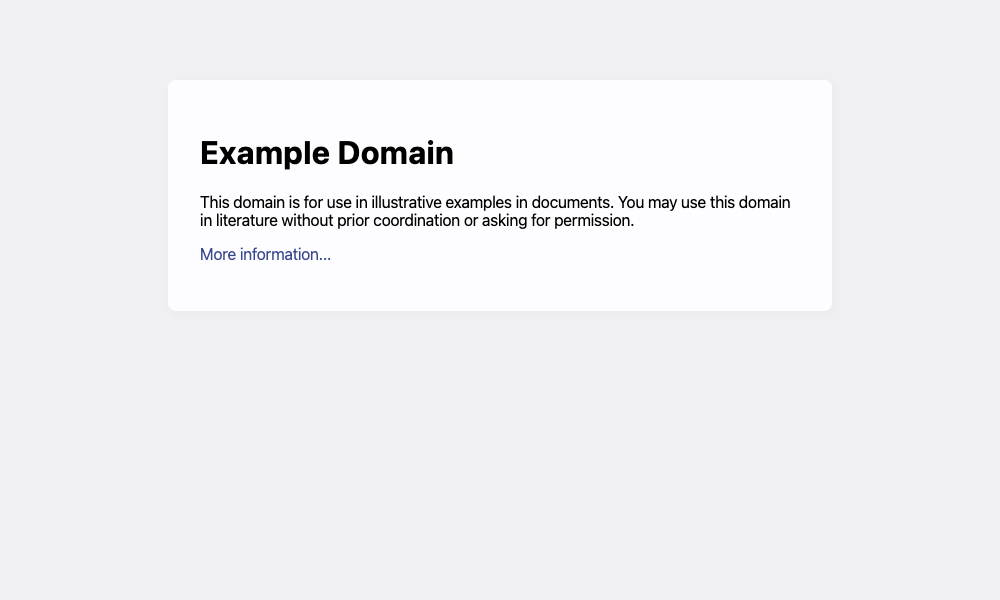 Example Domain
This domain is for use in illustrative examples in documents. You may use this domain
in literature without prior coordination or asking for permission.
More information...